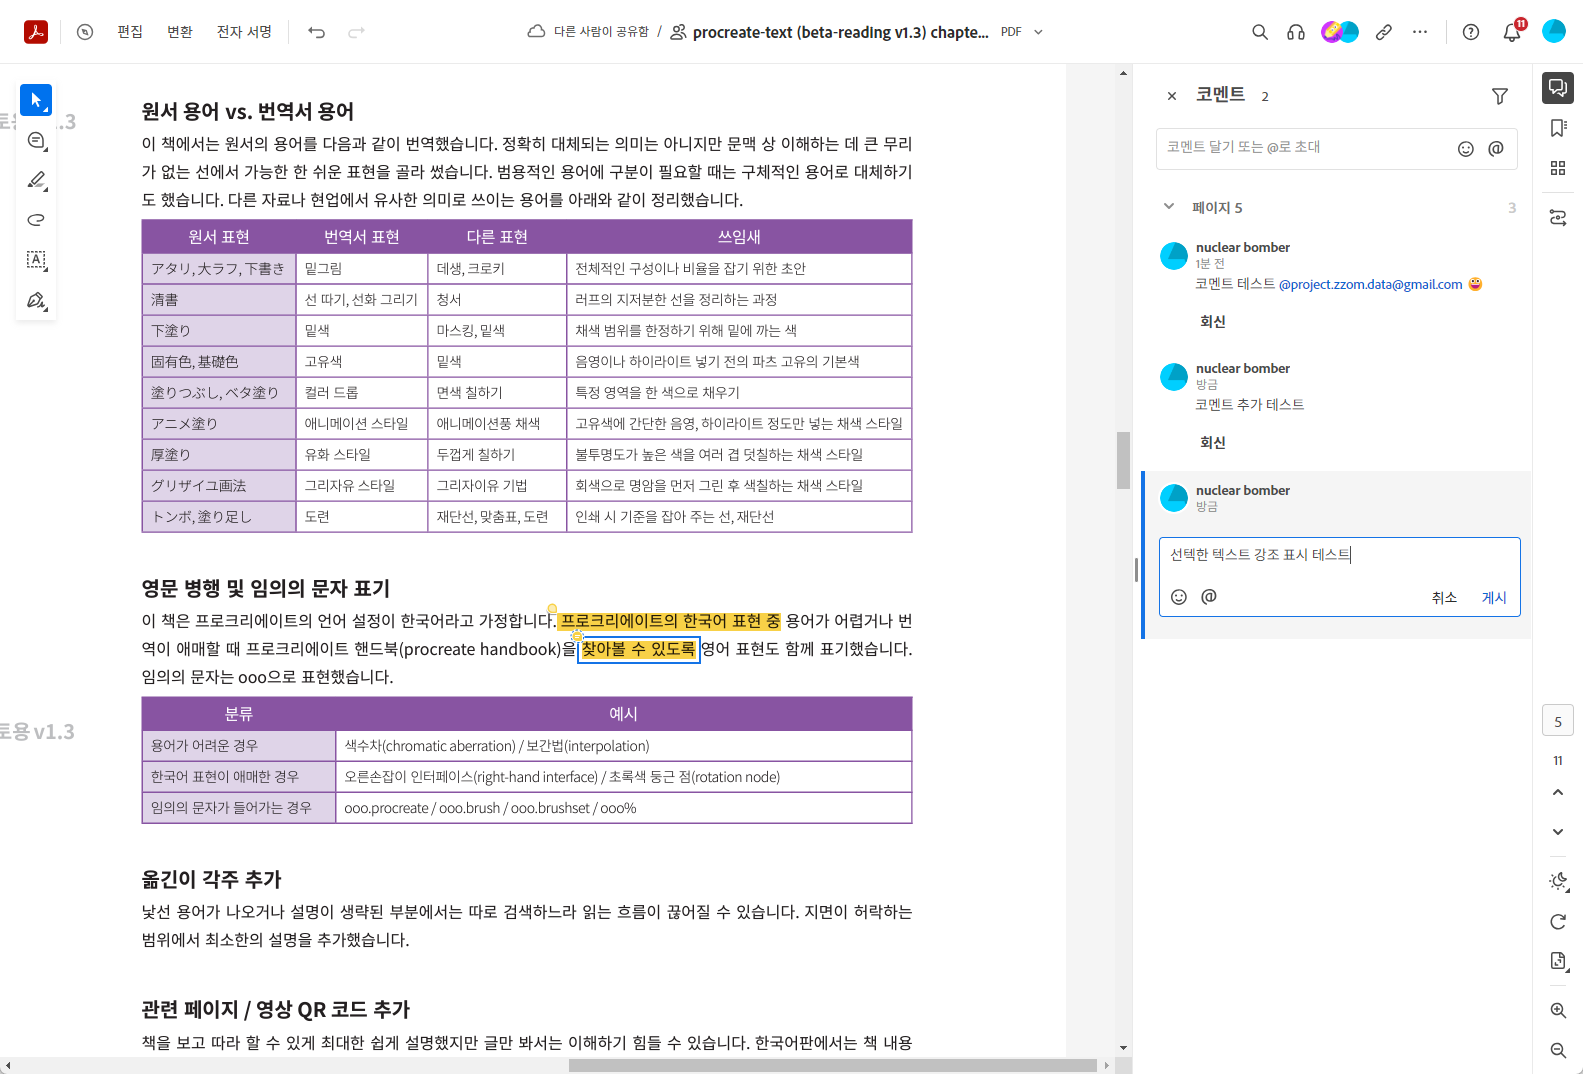 편집 변환 전자 서명 다른 사람이 공유함 / procreate-text (beta-reading v1.3) chapte... PDF 11
토용 v1.3
원서 용어 vs. 번역서 용어
이 책에서는 원서의 용어를 다음과 같이 번역했습니다. 정확히 대체되는 의미는 아니지만 문맥 상 이해하는 데 큰 무리
가 없는 선에서 가능한 한 쉬운 표현을 골라 썼습니다. 범용적인 용어에 구분이 필요할 때는 구체적인 용어로 대체하기
도 했습니다. 다른 자료나 현업에서 유사한 의미로 쓰이는 용어를 아래와 같이 정리했습니다.
원서 표현 번역서 표현 다른 표현 쓰임새
アタリ, 大ラフ, 下書き 밑그림 데생, 크로키 전체적인 구성이나 비율을 잡기 위한 초안
清書 선 따기, 선화 그리기 청서 러프의 지저분한 선을 정리하는 과정
下塗り 밑색 마스킹, 밑색 채색 범위를 한정하기 위해 밑에 까는 색
固有色, 基礎色 고유색 밑색 음영이나 하이라이트 넣기 전의 파츠 고유의 기본색
塗りつぶし, ベタ塗り 컬러 드롭 면색 칠하기 특정 영역을 한 색으로 채우기
アニメ塗り 애니메이션 스타일 애니메이션풍 채색 고유색에 간단한 음영, 하이라이트 정도만 넣는 채색 스타일
厚塗り 유화 스타일 두껍게 칠하기 불투명도가 높은 색을 여러 겹 덧칠하는 채색 스타일
グリザイユ画法 그리자유 스타일 그리자이유 기법 회색으로 명암을 먼저 그린 후 색칠하는 채색 스타일
トンボ, 塗り足し 도련 재단선, 맞춤표, 도련 인쇄 시 기준을 잡아 주는 선, 재단선
영문 병행 및 임의의 문자 표기
이 책은 프로크리에이트의 언어 설정이 한국어라고 가정합니다. 프로크리에이트의 한국어 표현 중 용어가 어렵거나 번
역이 애매할 때 프로크리에이트 핸드북(procreate handbook)을 찾아볼 수 있도록 영어 표현도 함께 표기했습니다.
임의의 문자는 ooo으로 표현했습니다.
토용 v1.3
분류 예시
용어가 어려운 경우 색수차(chromatic aberration) / 보간법(interpolation)
한국어 표현이 애매한 경우 오른손잡이 인터페이스(right-hand interface) / 초록색 둥근 점(rotation node)
임의의 문자가 들어가는 경우 ooo.procreate / ooo.brush / ooo.brushset / ooo%
옮긴이 각주 추가
낯선 용어가 나오거나 설명이 생략된 부분에서는 따로 검색하느라 읽는 흐름이 끊어질 수 있습니다. 지면이 허락하는
범위에서 최소한의 설명을 추가했습니다.
관련 페이지 / 영상 QR 코드 추가
책을 보고 따라 할 수 있게 최대한 쉽게 설명했지만 글만 봐서는 이해하기 힘들 수 있습니다. 한국어판에서는 책 내용
코멘트 2
코멘트 달기 또는 @로 초대
페이지 5 3
nuclear bomber
1분 전
코멘트 테스트 @project.zzom.data@gmail.com
회신
nuclear bomber
방금
코멘트 추가 테스트
회신
nuclear bomber
방금
선텍한 텍스트 강조 표시 테스트
취소 게시
5
11